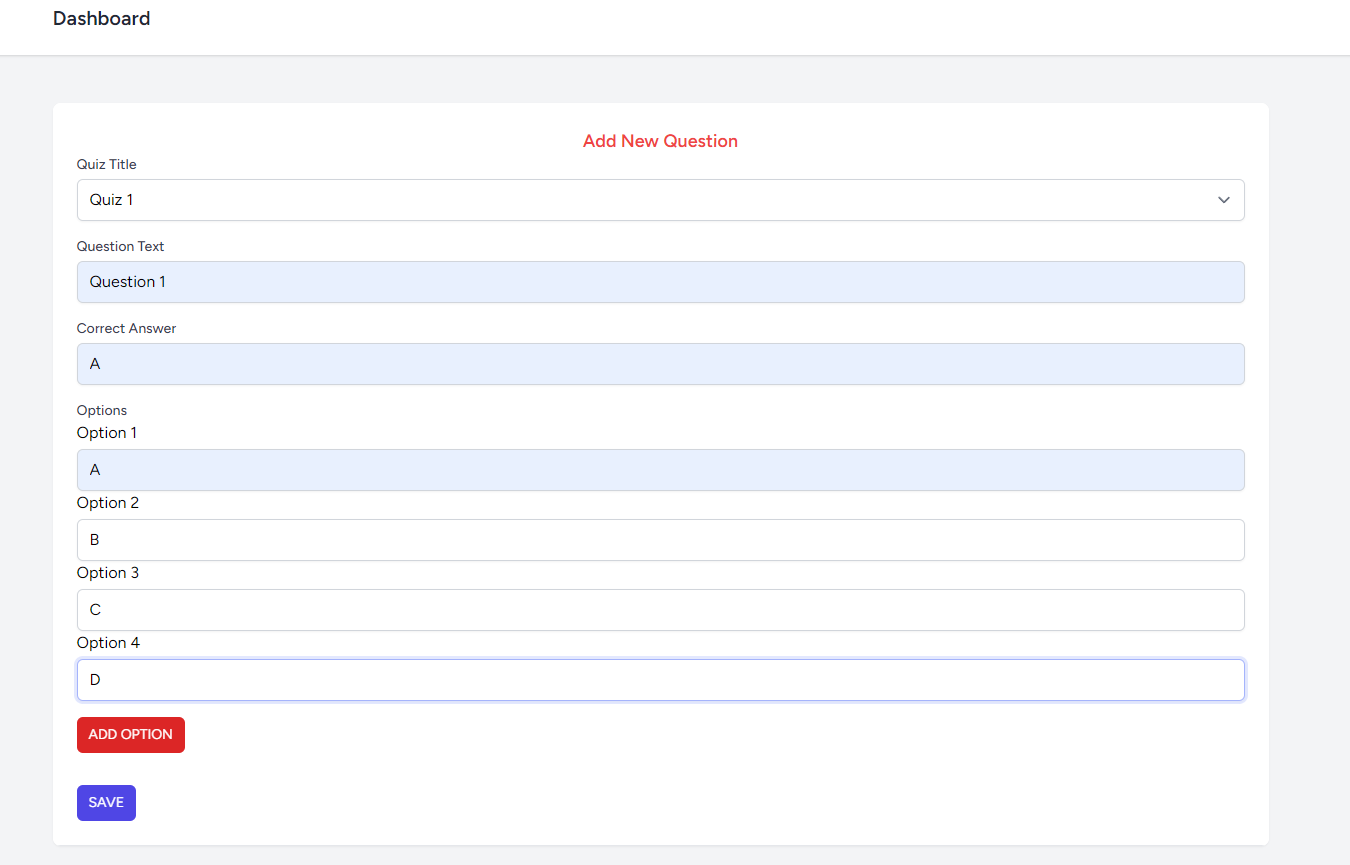 Dashboard
Add New Question
Quiz Title
Quiz 1
Question Text
Question 1
Correct Answer
A
Options
Option 1
A
Option 2
B
Option 3
C
Option 4
D
ADD OPTION
SAVE